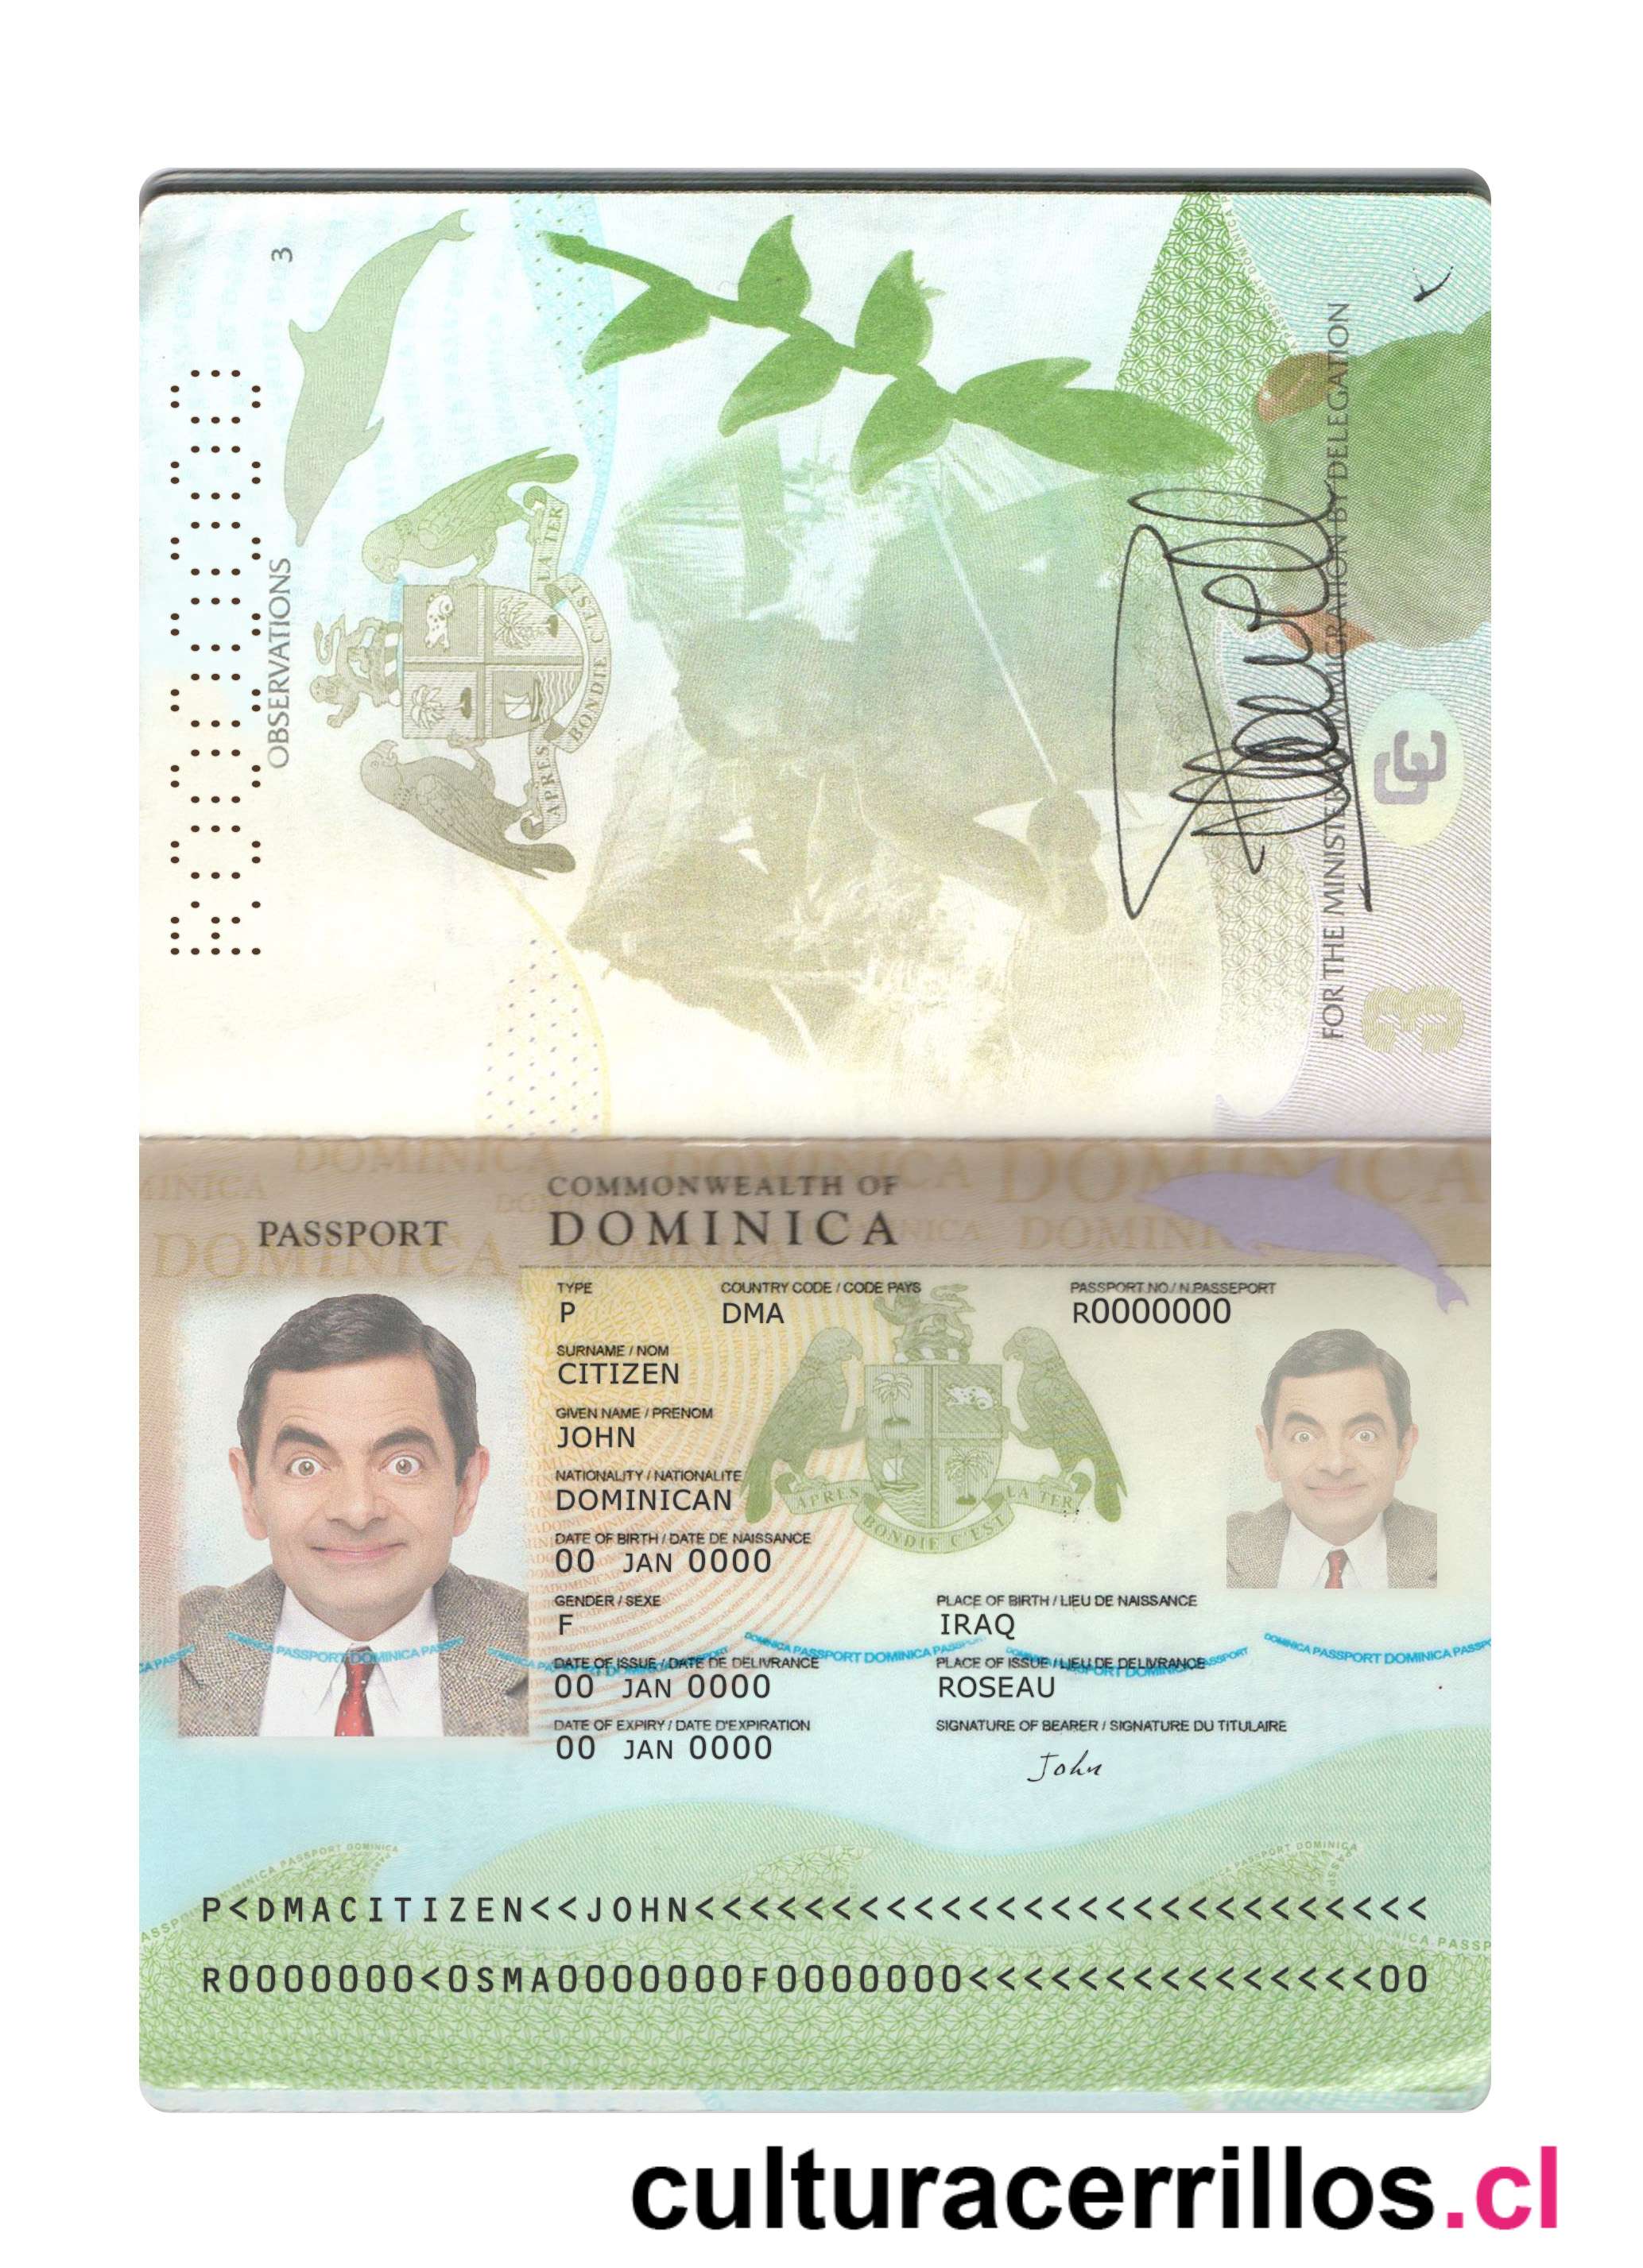 R0000000
3
OBSERVATIONS
APRES BONDIE C'EST LA TER
FOR THE MINISTER
IMMIGRATION BY DELEGATION
3
DOMINICA
COMMONWEALTH OF
DOMINICA
PASSPORT
TYPE
COUNTRY CODE / CODE PAYS
PASSPORT NO./ N.PASSEPORT
P
DMA
R0000000
SURNAME / NOM
CITIZEN
GIVEN NAME / PRENOM
JOHN
NATIONALITY / NATIONALITE
DOMINICAN
APRES BONDIE C'EST LA TER
DATE OF BIRTH / DATE DE NAISSANCE
00 JAN 0000
GENDER / SEXE
PLACE OF BIRTH / LIEU DE NAISSANCE
F
IRAQ
DOMINICA PASSPORT DOMINICA PASSPORT
DATE OF ISSUE / DATE DE DELIVRANCE
PLACE OF ISSUE / LIEU DE DELIVRANCE
00 JAN 0000
ROSEAU
DATE OF EXPIRY / DATE D'EXPIRATION
SIGNATURE OF BEARER / SIGNATURE DU TITULAIRE
00 JAN 0000
John
P<DMACITIZEN<<JOHN<<<<<<<<<<<<<<<<<<<<<<<<<<<
R0000000<0SMA0000000F0000000<<<<<<<<<<<<<<<00
culturacerrillos.cl